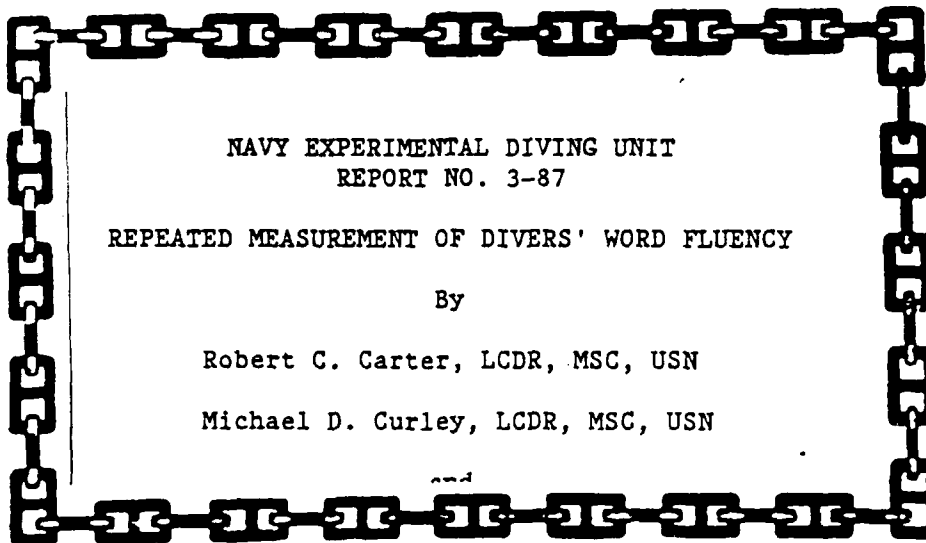 NAVY EXPERIMENTAL DIVING UNIT
REPORT NO. 3-87
REPEATED MEASUREMENT OF DIVERS' WORD FLUENCY
By
Robert C. Carter, LCDR, MSC, USN
Michael D. Curley, LCDR, MSC, USN
and